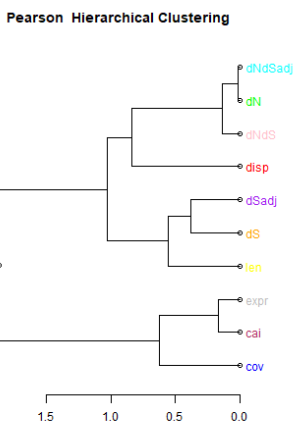 Pearson Hierarchical Clustering
dNdSadj
dN
dNdS
disp
dSadj
dS
len
expr
cai
cov
1.5 1.0 0.5 0.0